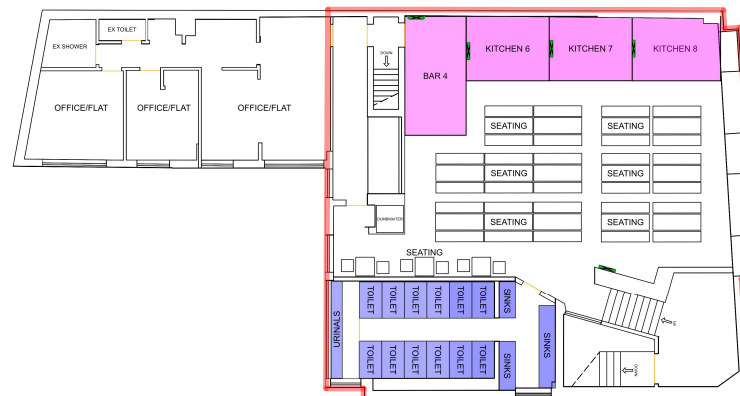 EX TOILET
EX SHOWER
OFFICE/FLAT
OFFICE/FLAT
OFFICE/FLAT
DOWN
BAR 4
KITCHEN 6
KITCHEN 7
KITCHEN 8
SEATING
SEATING
SEATING
SEATING
SEATING
SEATING
DUMBWAITER
SEATING
URINALS
TOILET
TOILET
TOILET
TOILET
TOILET
TOILET
SINKS
TOILET
TOILET
TOILET
TOILET
TOILET
TOILET
SINKS
SINKS
UP
DOWN